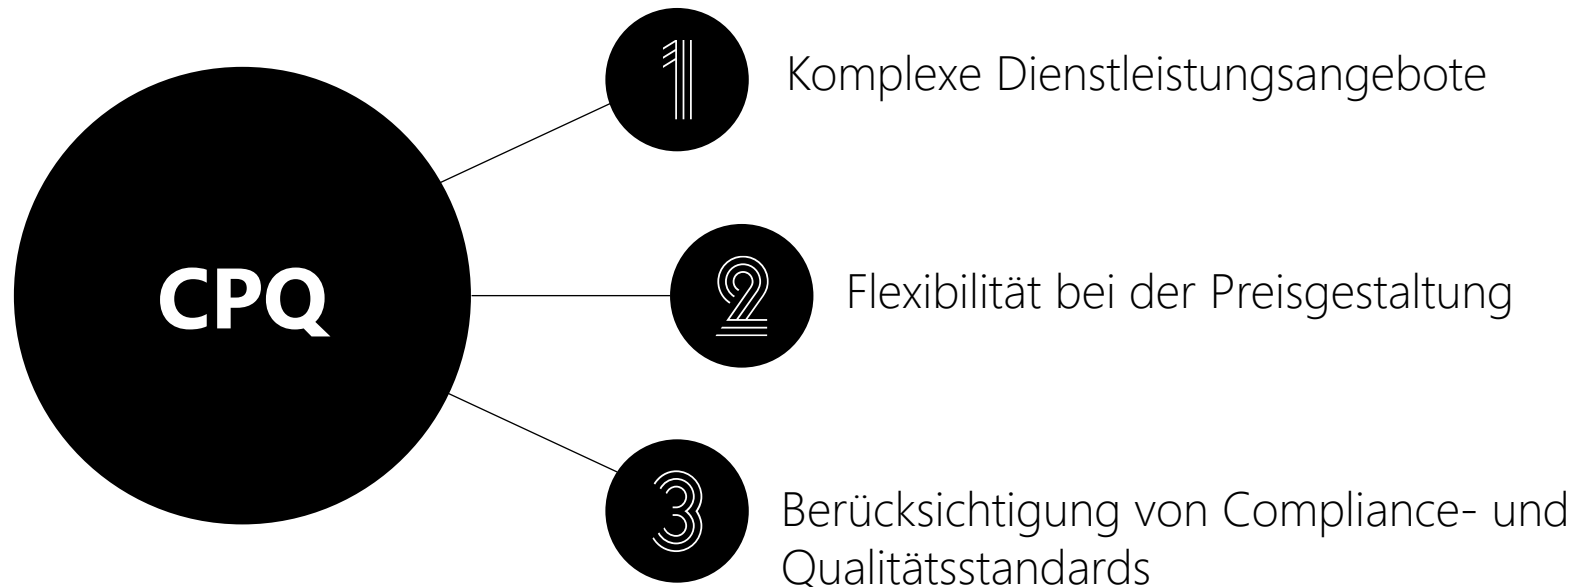 CPQ
1
Komplexe Dienstleistungsangebote
2
Flexibilität bei der Preisgestaltung
3
Berücksichtigung von Compliance- und
Qualitätsstandards